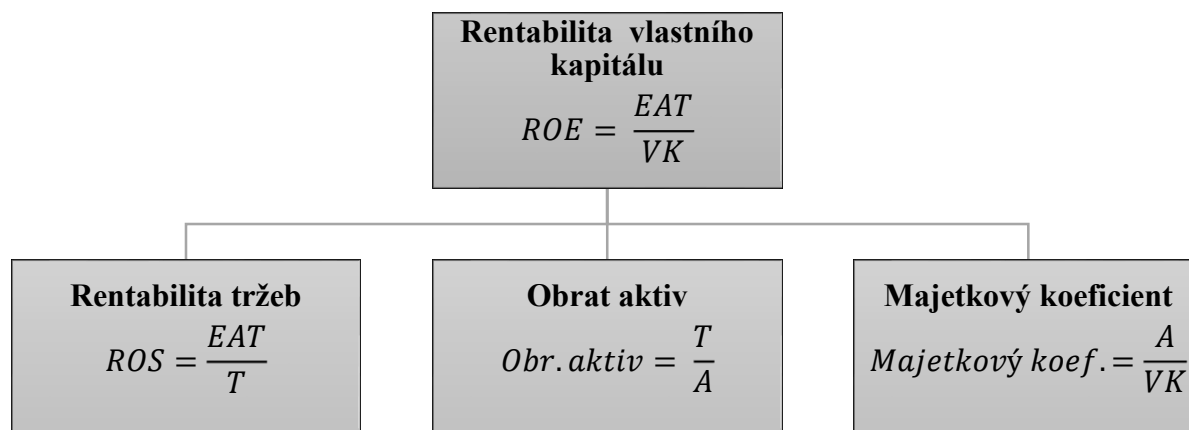 Rentabilita vlastního
kapitálu
ROE = EAT/VK
Rentabilita tržeb
ROS = EAT/T
Obrat aktiv
Obr. aktiv = T/A
Majetkový koeficient
Majetkový koef. = A/VK